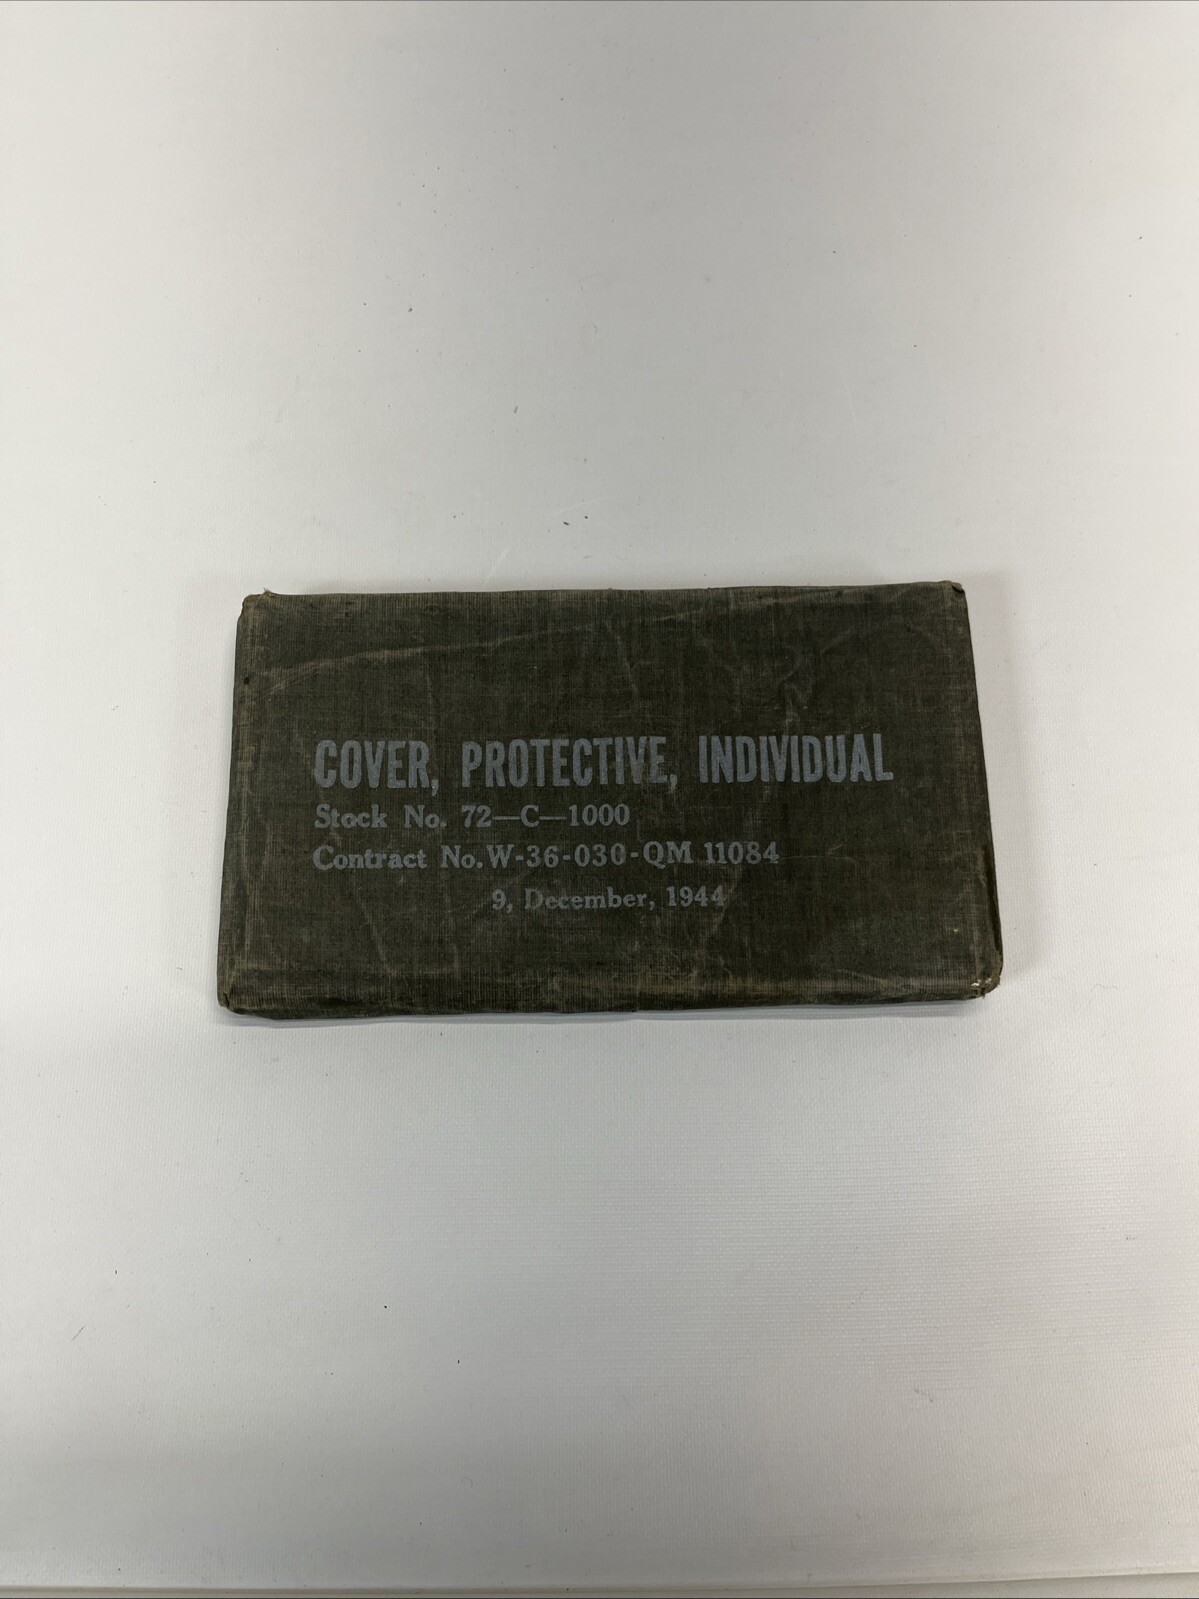 COVER, PROTECTIVE, INDIVIDUAL
Stock No. 72—C—1000
Contract No. W-36-030-QM 11084
9, December, 1944